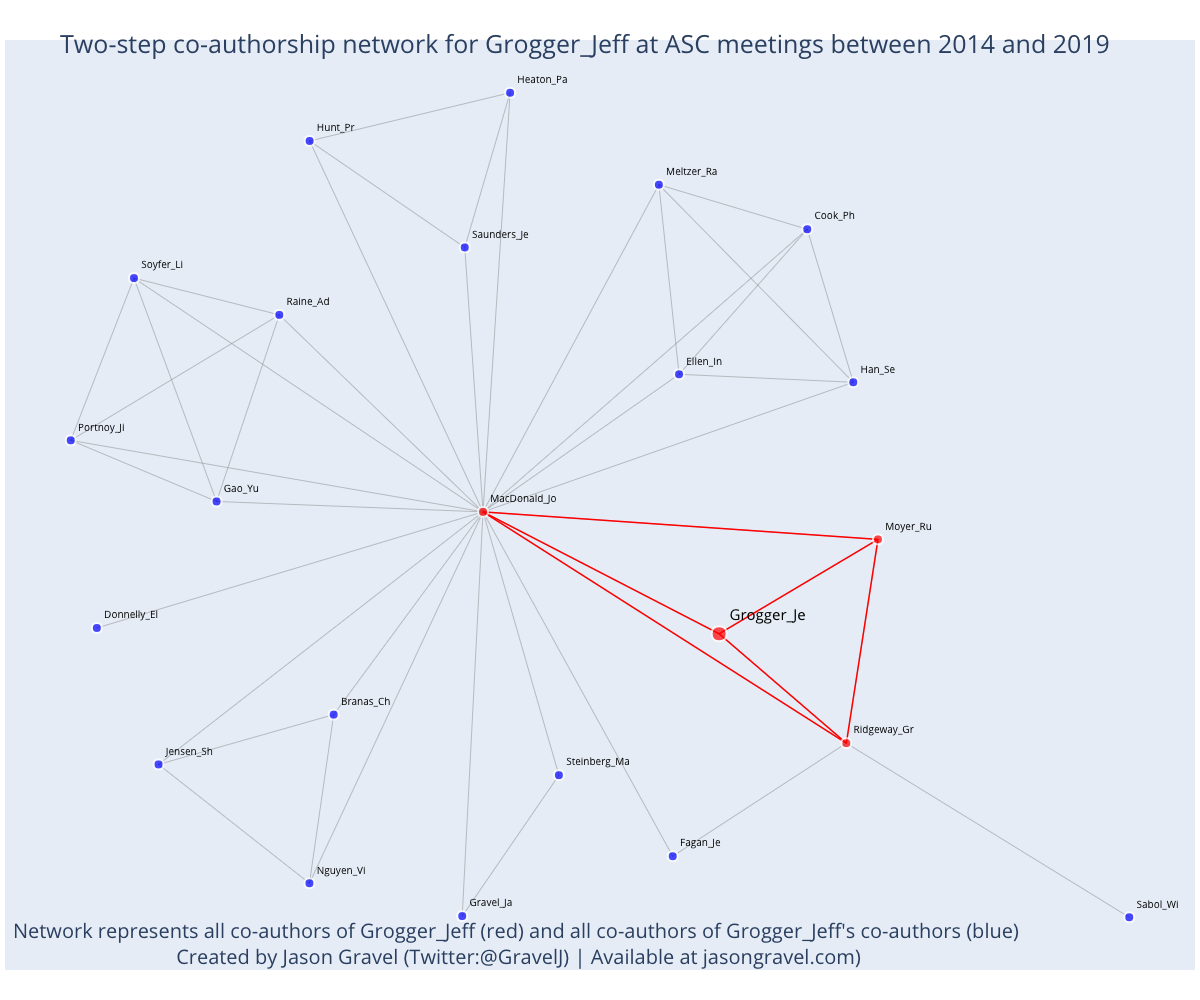 Two-step co-authorship network for Grogger_Jeff at ASC meetings between 2014 and 2019
Heaton_Pa
Hunt_Pr
Meltzer_Ra
Cook_Ph
Saunders_Je
Soyfer_Li
Raine_Ad
Ellen_In
Han_Se
Portnoy_Ji
Gao_Yu
MacDonald_Jo
Moyer_Ru
Donnelly_El
Grogger_Je
Branas_Ch
Ridgeway_Gr
Jensen_Sh
Steinberg_Ma
Fagan_Je
Nguyen_Vi
Gravel_Ja
Sabol_Wi
Network represents all co-authors of Grogger_Jeff (red) and all co-authors of Grogger_Jeff's co-authors (blue)
Created by Jason Gravel (Twitter:@GravelJ) | Available at jasongravel.com)